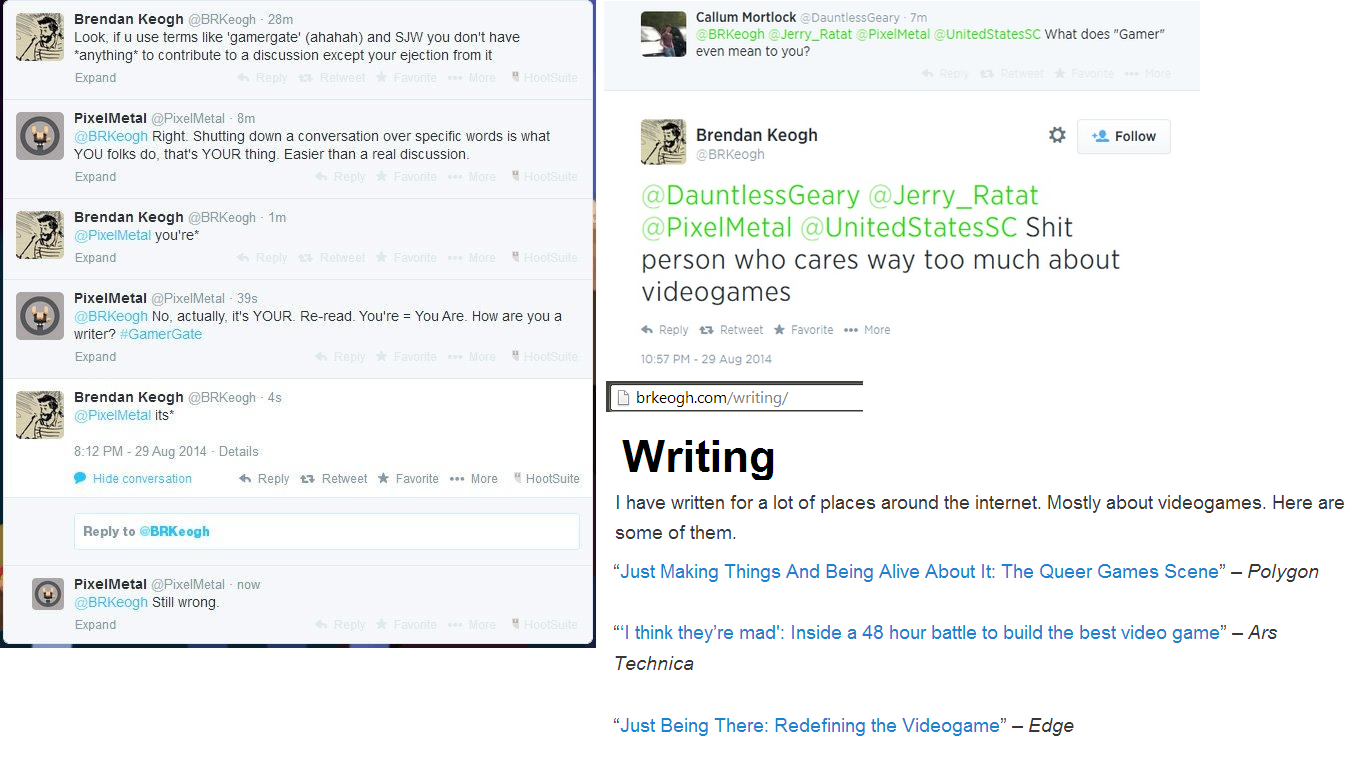 Brendan Keogh @BRKeogh · 28m
Look, if u use terms like 'gamergate' (ahahah) and SJW you don't have
*anything* to contribute to a discussion except your ejection from it
Expand Reply Retweet Favorite More HootSuite
PixelMetal @PixelMetal · 8m
@BRKeogh Right. Shutting down a conversation over specific words is what
YOU folks do, that's YOUR thing. Easier than a real discussion.
Expand Reply Favorite More HootSuite
Brendan Keogh @BRKeogh · 1m
@PixelMetal you're*
Expand Reply Retweet Favorite More HootSuite
PixelMetal @PixelMetal · 39s
@BRKeogh No, actually, it's YOUR. Re-read. You're = You Are. How are you a
writer? #GamerGate
Expand Reply Favorite More HootSuite
Brendan Keogh @BRKeogh · 4s
@PixelMetal its*
8:12 PM - 29 Aug 2014 · Details
Hide conversation Reply Retweet Favorite More HootSuite
Reply to @BRKeogh
PixelMetal @PixelMetal · now
@BRKeogh Still wrong.
Expand Reply Favorite More HootSuite
Callum Mortlock @DauntlessGeary · 7m
@BRKeogh @Jerry_Ratat @PixelMetal @UnitedStatesSC What does "Gamer"
even mean to you?
Reply Retweet Favorite More
Brendan Keogh
@BRKeogh
Follow
@DauntlessGeary @Jerry_Ratat
@PixelMetal @UnitedStatesSC Shit
person who cares way too much about
videogames
Reply Retweet Favorite More
10:57 PM - 29 Aug 2014
brkeogh.com/writing/
Writing
I have written for a lot of places around the internet. Mostly about videogames. Here are
some of them.
“Just Making Things And Being Alive About It: The Queer Games Scene” – Polygon
“‘I think they’re mad': Inside a 48 hour battle to build the best video game” – Ars
Technica
“Just Being There: Redefining the Videogame” – Edge